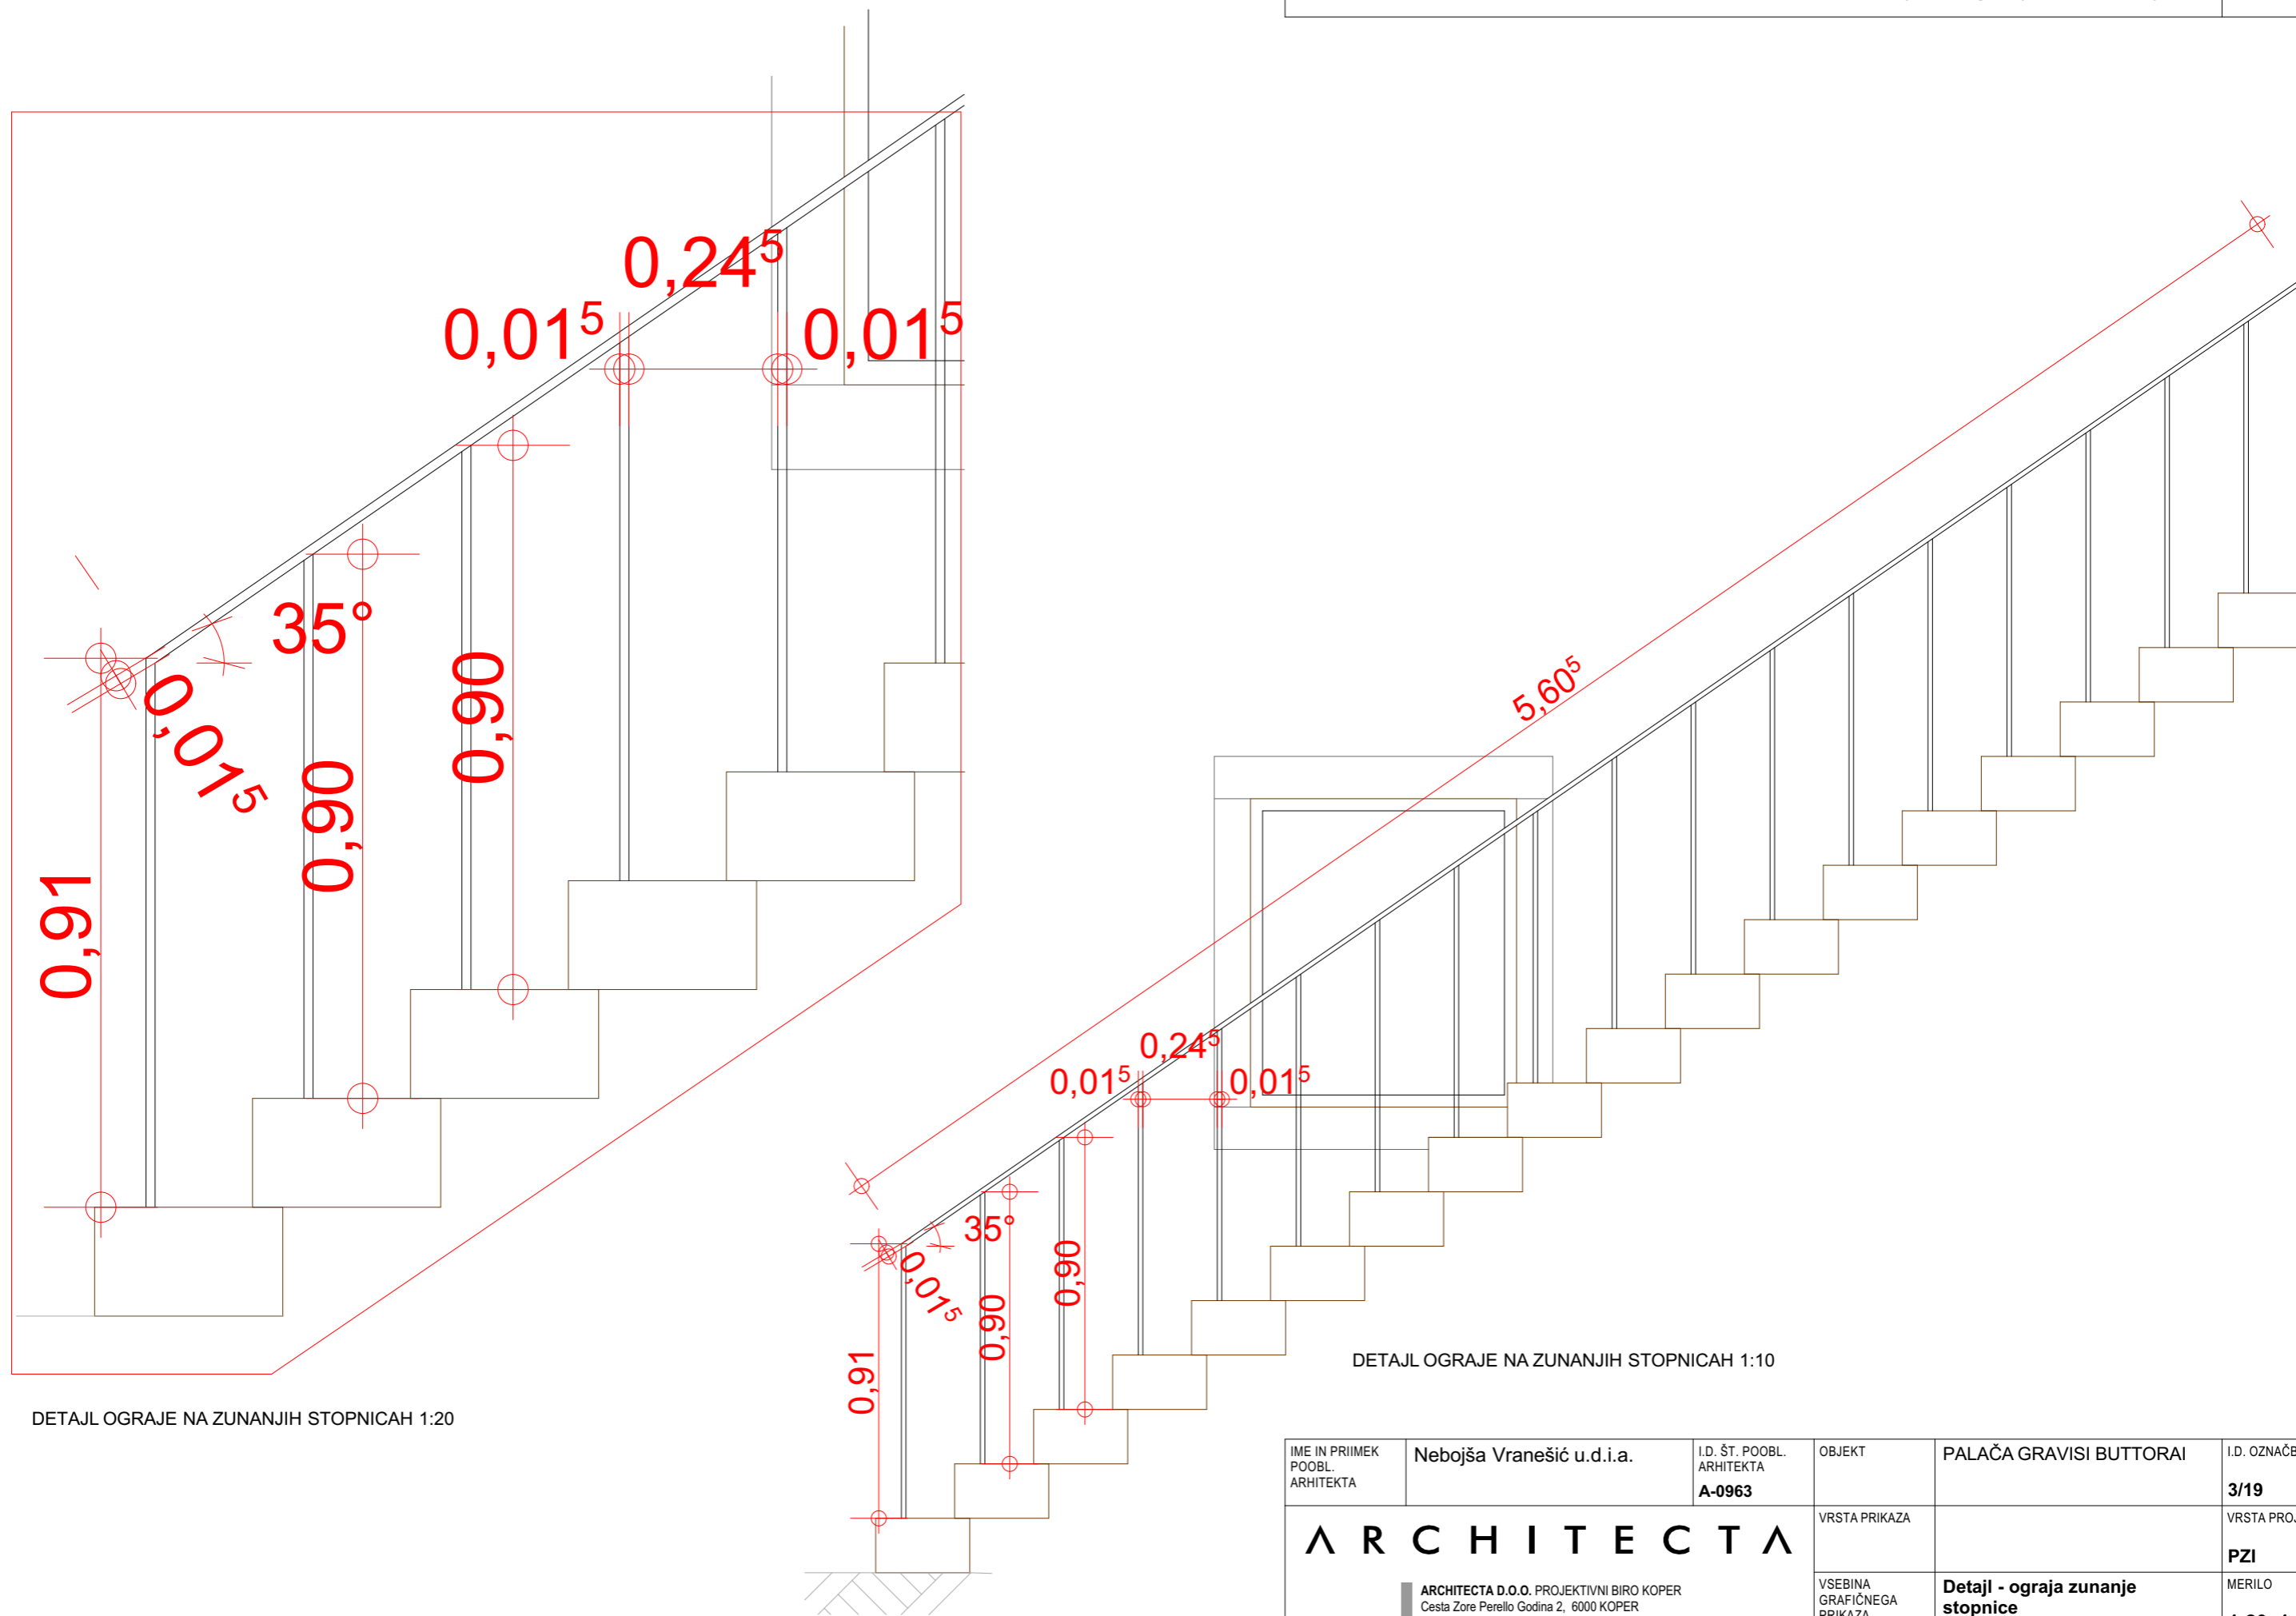 0,24⁵
0,01⁵
0,01⁵
35°
0,01⁵
0,90
0,90
0,91
DETAJL OGRAJE NA ZUNANJIH STOPNICAH 1:20
5,60⁵
0,24⁵
0,01⁵
0,01⁵
35°
0,01⁵
0,90
0,90
0,91
DETAJL OGRAJE NA ZUNANJIH STOPNICAH 1:10
IME IN PRIIMEK
POOBL.
ARHITEKTA
Nebojša Vranešić u.d.i.a.
I.D. ŠT. POOBL.
ARHITEKTA
A-0963
OBJEKT
PALAČA GRAVISI BUTTORAI
I.D. OZNAČB
3/19
ARCHITECTA
VRSTA PRIKAZA
VRSTA PROJ
PZI
ARCHITECTA D.O.O. PROJEKTIVNI BIRO KOPER
Cesta Zore Perello Godina 2, 6000 KOPER
VSEBINA
GRAFIČNEGA
PRIKAZA
Detajl - ograja zunanje
stopnice
MERILO